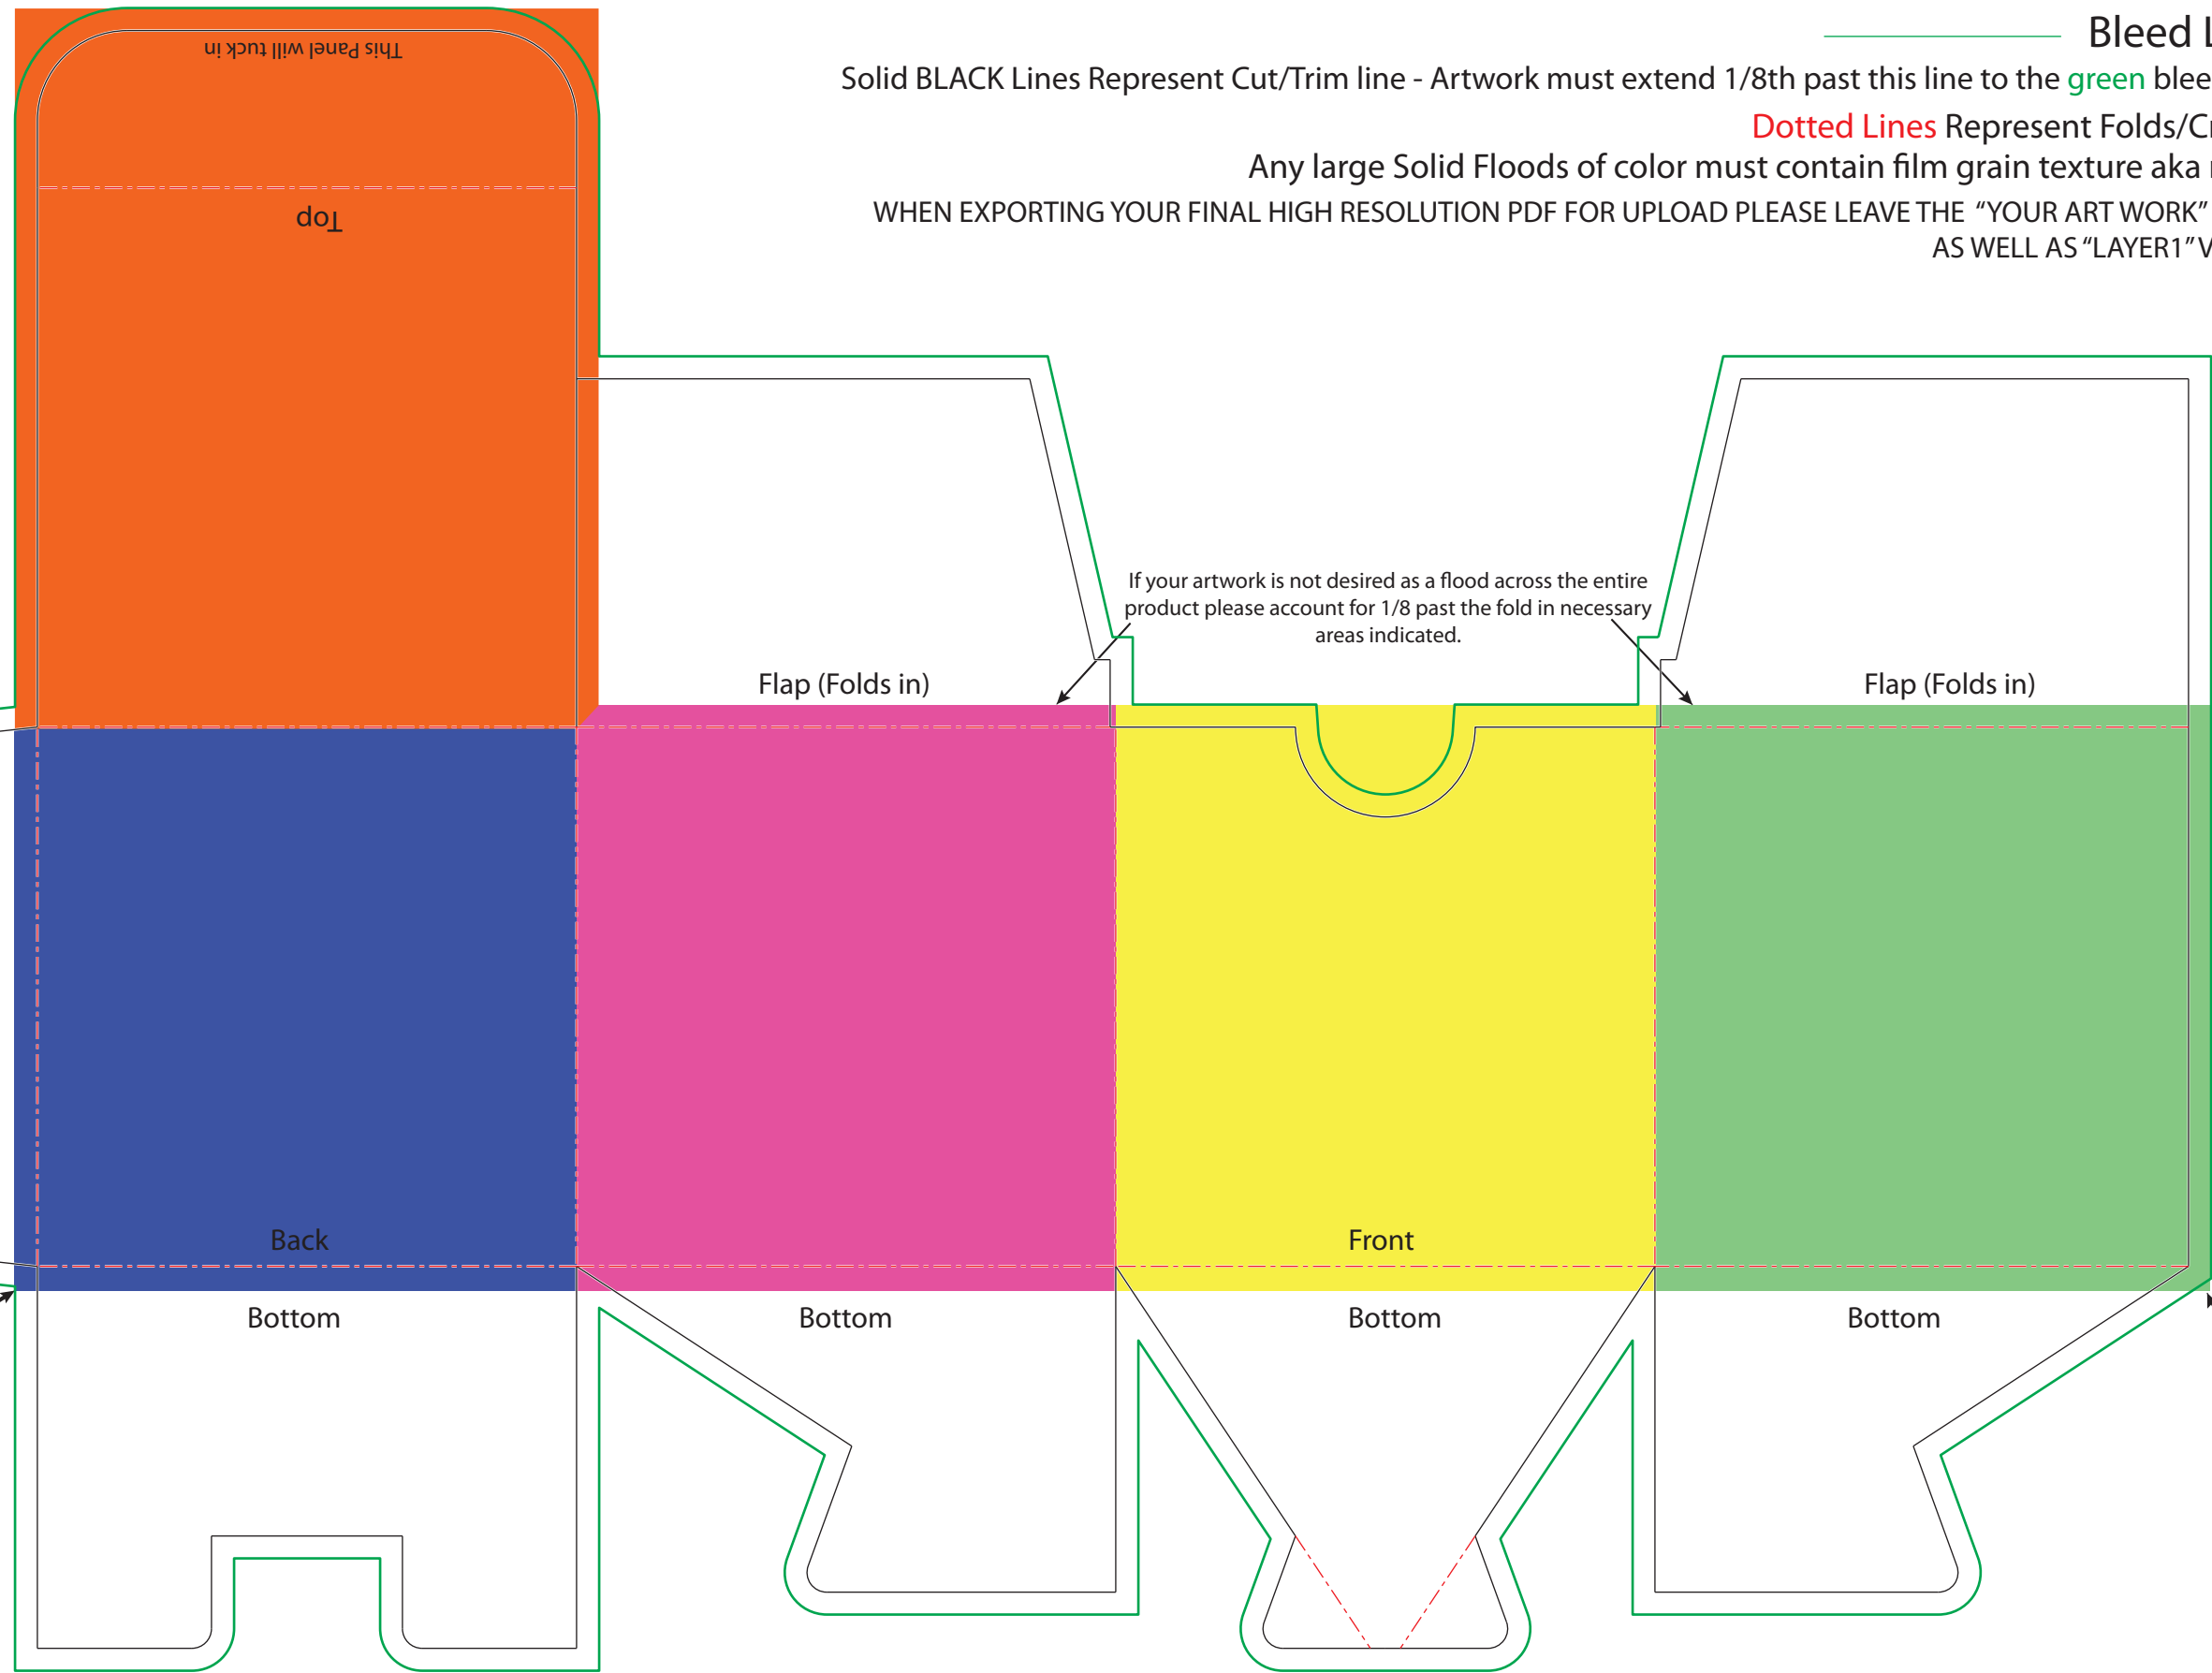 Bleed L
Solid BLACK Lines Represent Cut/Trim line - Artwork must extend 1/8th past this line to the green blee
Dotted Lines Represent Folds/Cr
Any large Solid Floods of color must contain film grain texture aka
WHEN EXPORTING YOUR FINAL HIGH RESOLUTION PDF FOR UPLOAD PLEASE LEAVE THE “YOUR ART WORK”
AS WELL AS “LAYER1” V
This Panel will tuck in
Top
If your artwork is not desired as a flood across the entire
product please account for 1/8 past the fold in necessary
areas indicated.
Flap (Folds in)
Flap (Folds in)
Back
Front
Bottom
Bottom
Bottom
Bottom